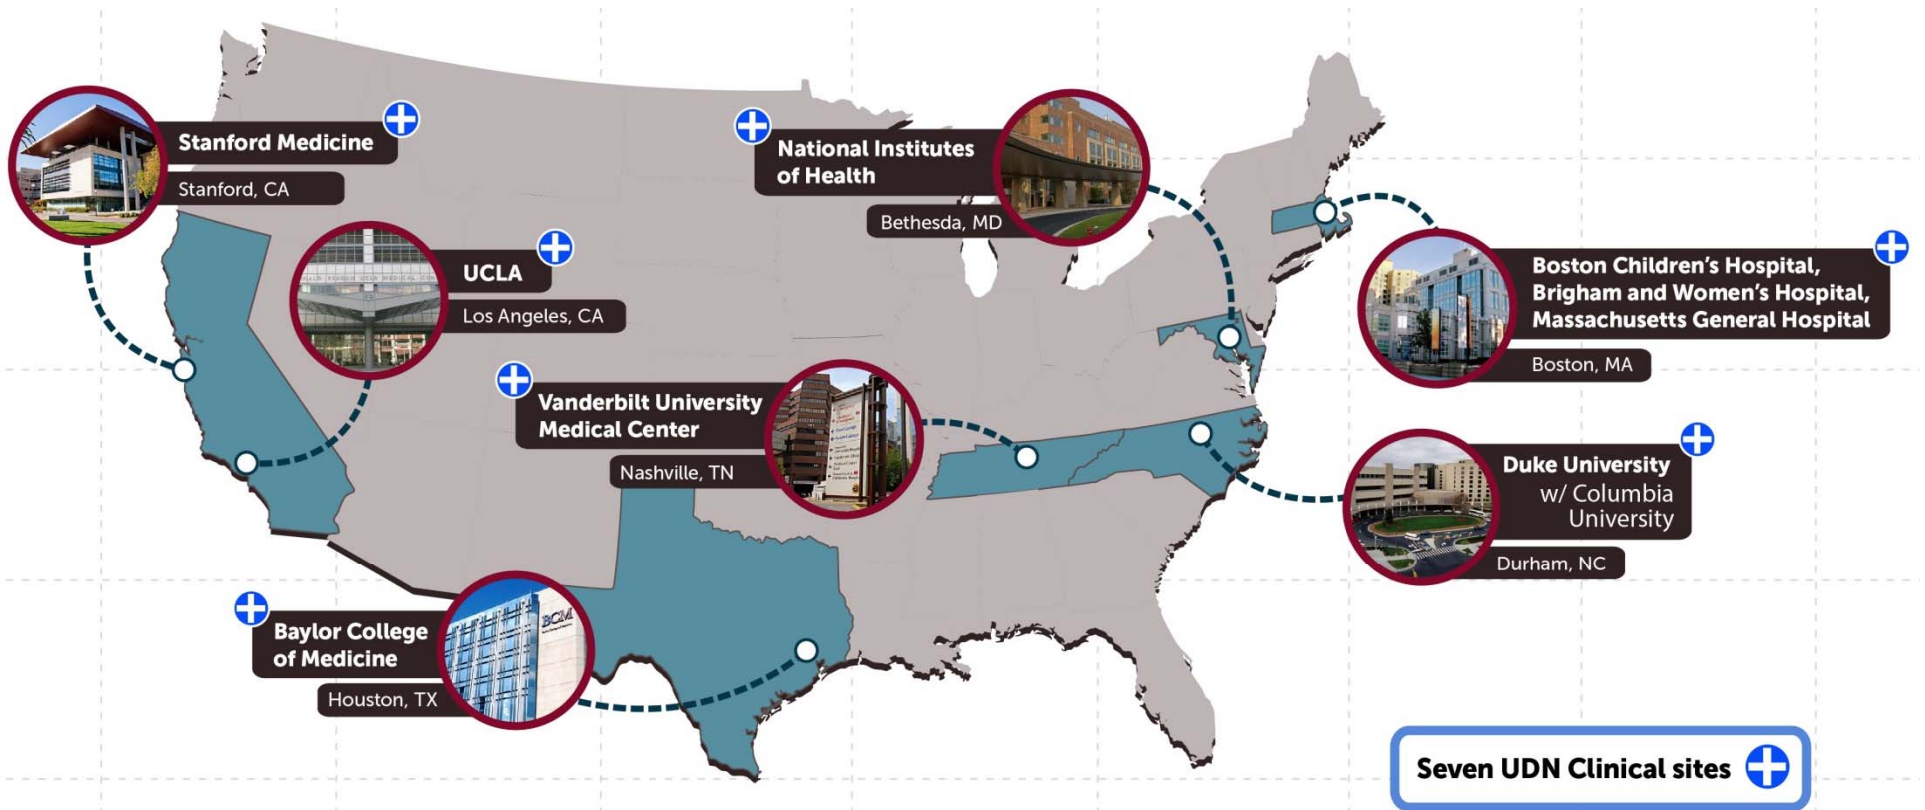 Stanford Medicine
Stanford, CA
UCLA
Los Angeles, CA
National Institutes
of Health
Bethesda, MD
Boston Children's Hospital,
Brigham and Women's Hospital,
Massachusetts General Hospital
Boston, MA
Vanderbilt University
Medical Center
Nashville, TN
Duke University
w/ Columbia
University
Durham, NC
Baylor College
of Medicine
Houston, TX
BCM
Seven UDN Clinical sites